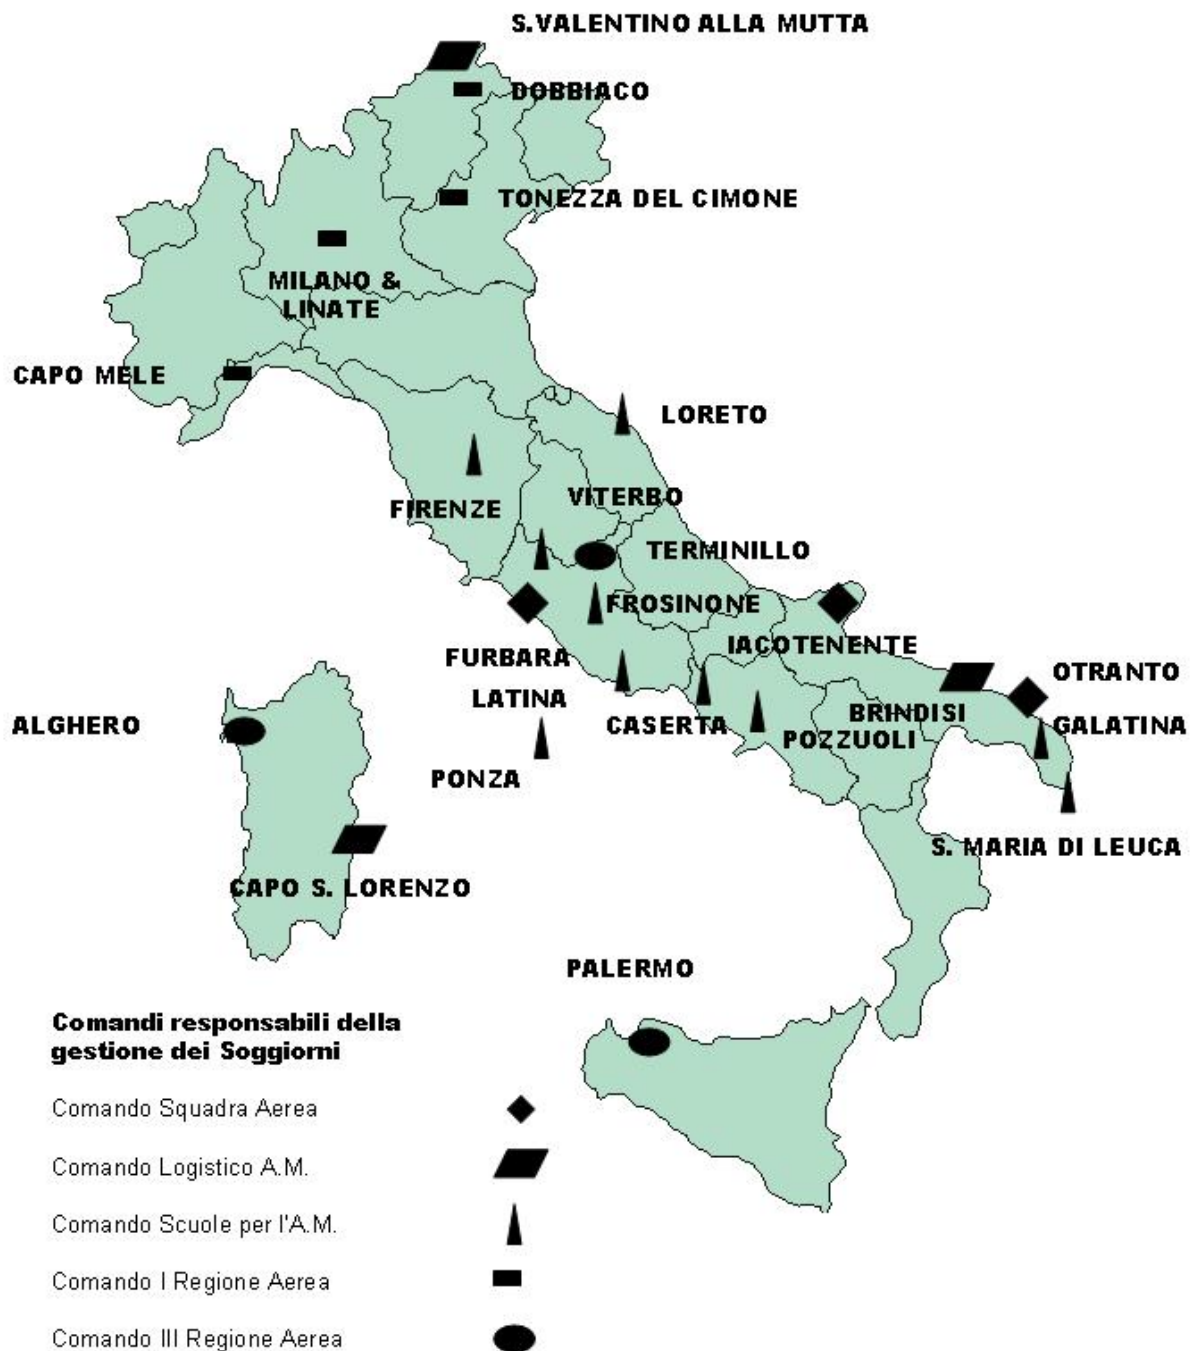 S.VALENTINO ALLA MUTTA
DOBBIACO
TONEZZA DEL CIMONE
MILANO &
LINATE
CAPO MELE
LORETO
VITERBO
FIRENZE
TERMINILLO
FROSINONE
IACOTENENTE
FURBARA
OTRANTO
LATINA
BRINDISI
ALGHERO
CASERTA
GALATINA
POZZUOLI
PONZA
S. MARIA DI LEUCA
CAPO S. LORENZO
PALERMO
Comandi responsabili della
gestione dei Soggiorni
Comando Squadra Aerea
Comando Logistico A.M.
Comando Scuole per l'A.M.
Comando I Regione Aerea
Comando III Regione Aerea